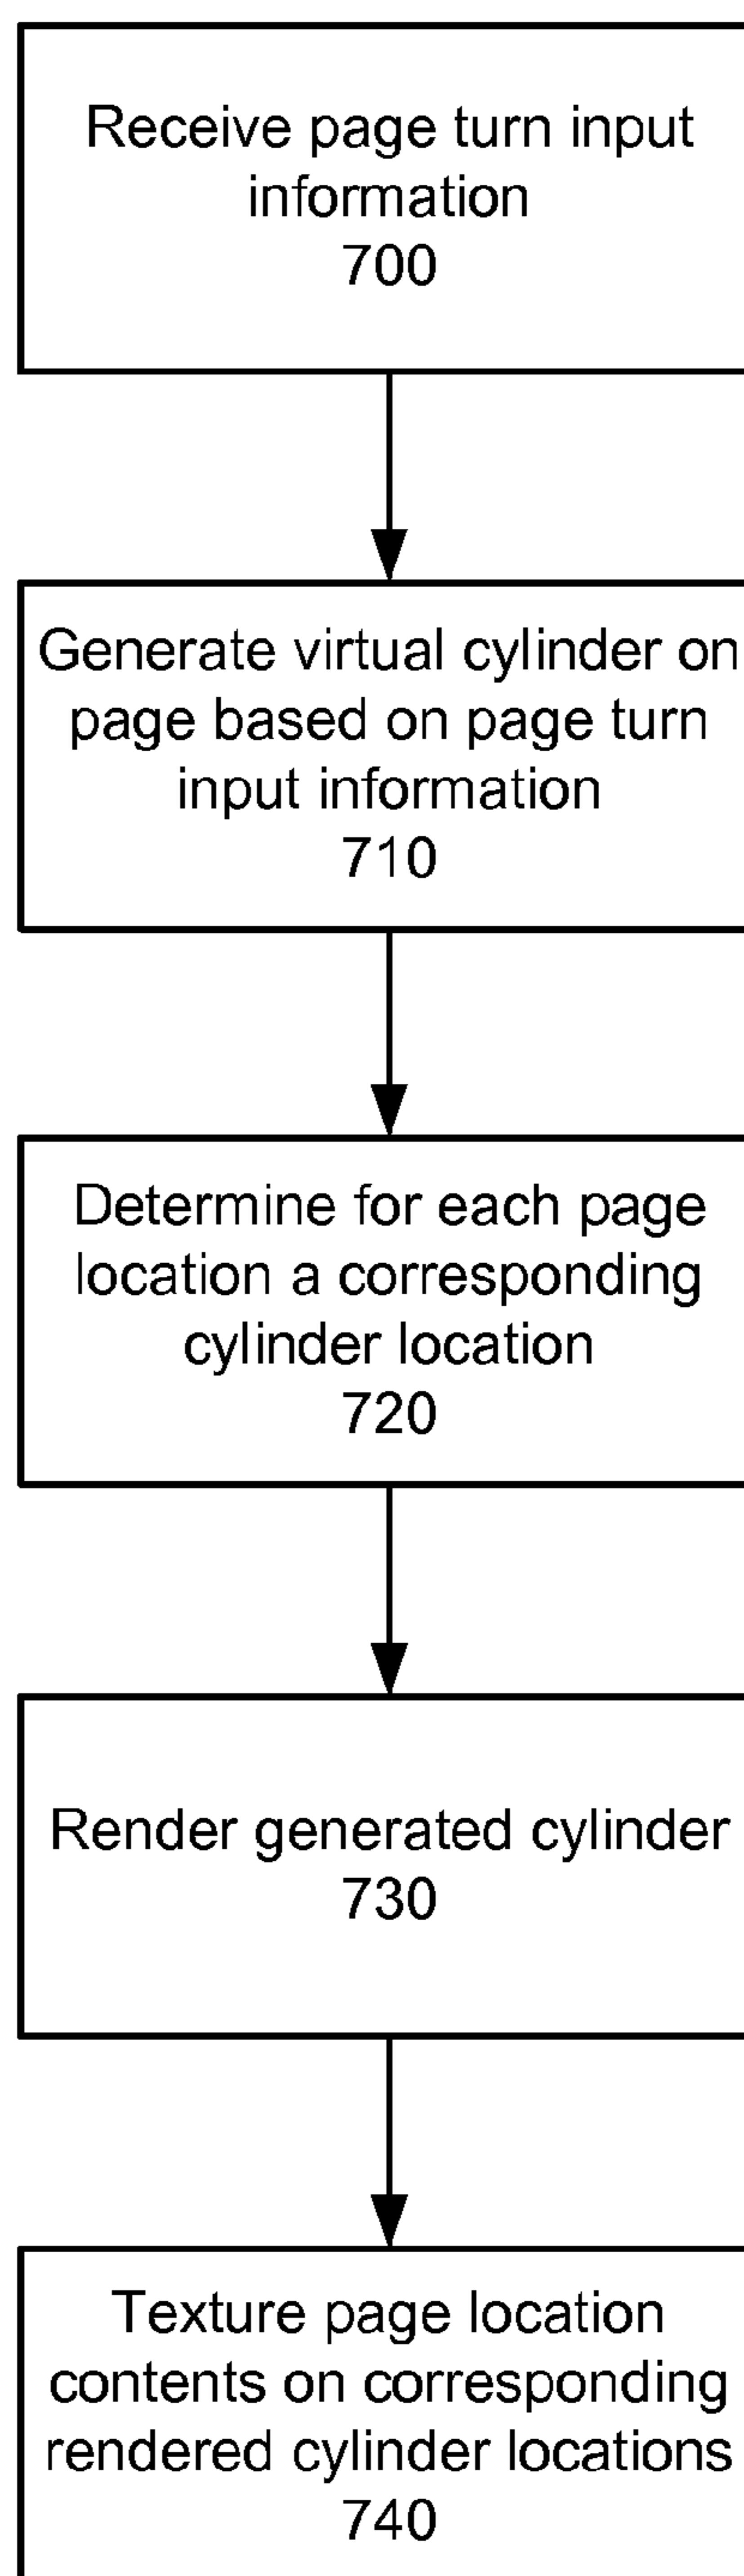 Receive page turn input
information
700
Generate virtual cylinder on
page based on page turn
input information
710
Determine for each page
location a corresponding
cylinder location
720
Render generated cylinder
730
Texture page location
contents on corresponding
rendered cylinder locations
740